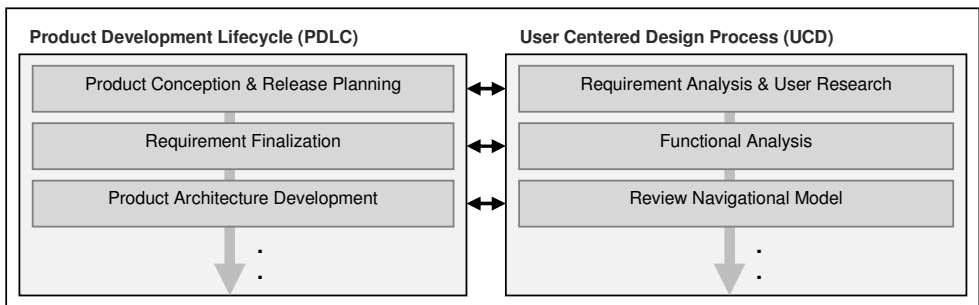 Product Development Lifecycle (PDLC)
Product Conception & Release Planning
Requirement Finalization
Product Architecture Development
.
.
User Centered Design Process (UCD)
Requirement Analysis & User Research
Functional Analysis
Review Navigational Model
.
.